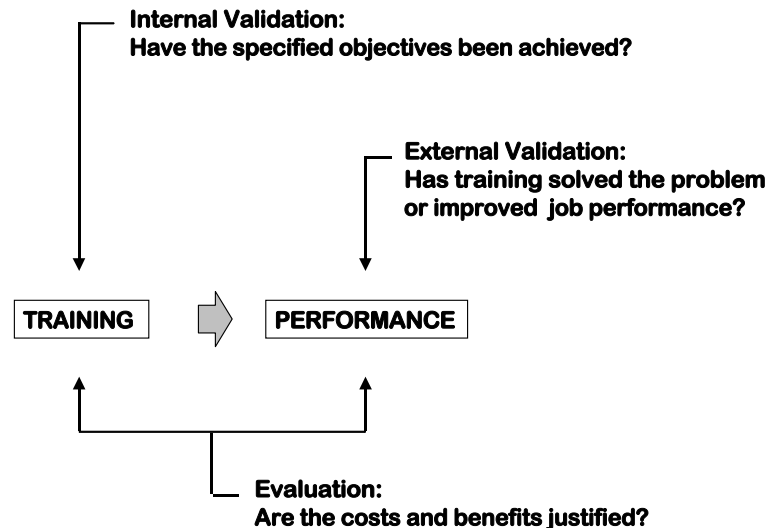 Internal Validation:
Have the specified objectives been achieved?
External Validation:
Has training solved the problem
or improved job performance?
TRAINING
PERFORMANCE
Evaluation:
Are the costs and benefits justified?